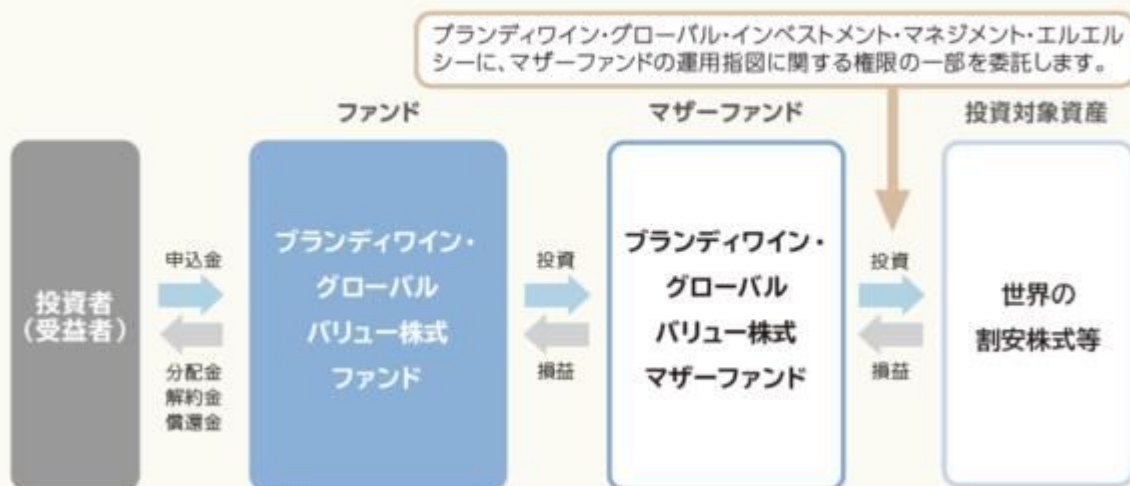 ブランディワイン・グローバル・インベストメント・マネジメント・エルエル
シーに、マザーファンドの運用指図に関する権限の一部を委託します。
ファンド
マザーファンド
投資対象資産
投資者
（受益者）
申込金
分配金
解約金
償還金
ブランディワイン・
グローバル
バリュー株式
ファンド
投資
損益
ブランディワイン・
グローバル
バリュー株式
マザーファンド
投資
損益
世界の
割安株式等